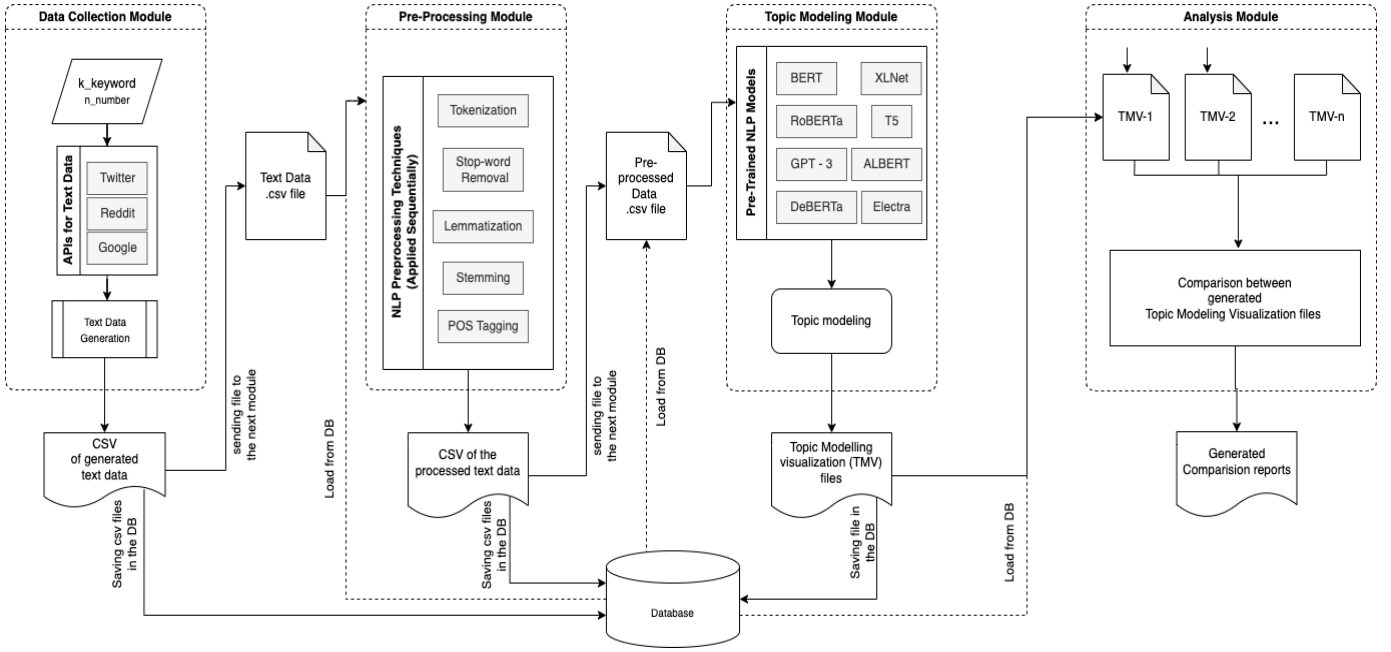 Data Collection Module
k_keyword
n_number
APIs for Text Data
Twitter
Reddit
Google
Text Data
Generation
CSV
of generated
text data
sending file to
the next module
Saving csv files
in the DB
Text Data
.csv file
Load from DB
Pre-Processing Module
NLP Preprocessing Techniques
(Applied Sequentially)
Tokenization
Stop-word
Removal
Lemmatization
Stemming
POS Tagging
CSV of the
processed text data
sending file to
the next module
Saving csv files
in the DB
Pre-
processed
Data
.csv file
Load from DB
Database
Topic Modeling Module
Pre-Trained NLP Models
BERT
XLNet
RoBERTa
T5
GPT - 3
ALBERT
DeBERTa
Electra
Topic modeling
Topic Modelling
visualization (TMV)
files
Saving file in
the DB
Load from DB
Analysis Module
TMV-1
TMV-2
...
TMV-n
Comparison between
generated
Topic Modeling Visualization files
Generated
Comparision reports